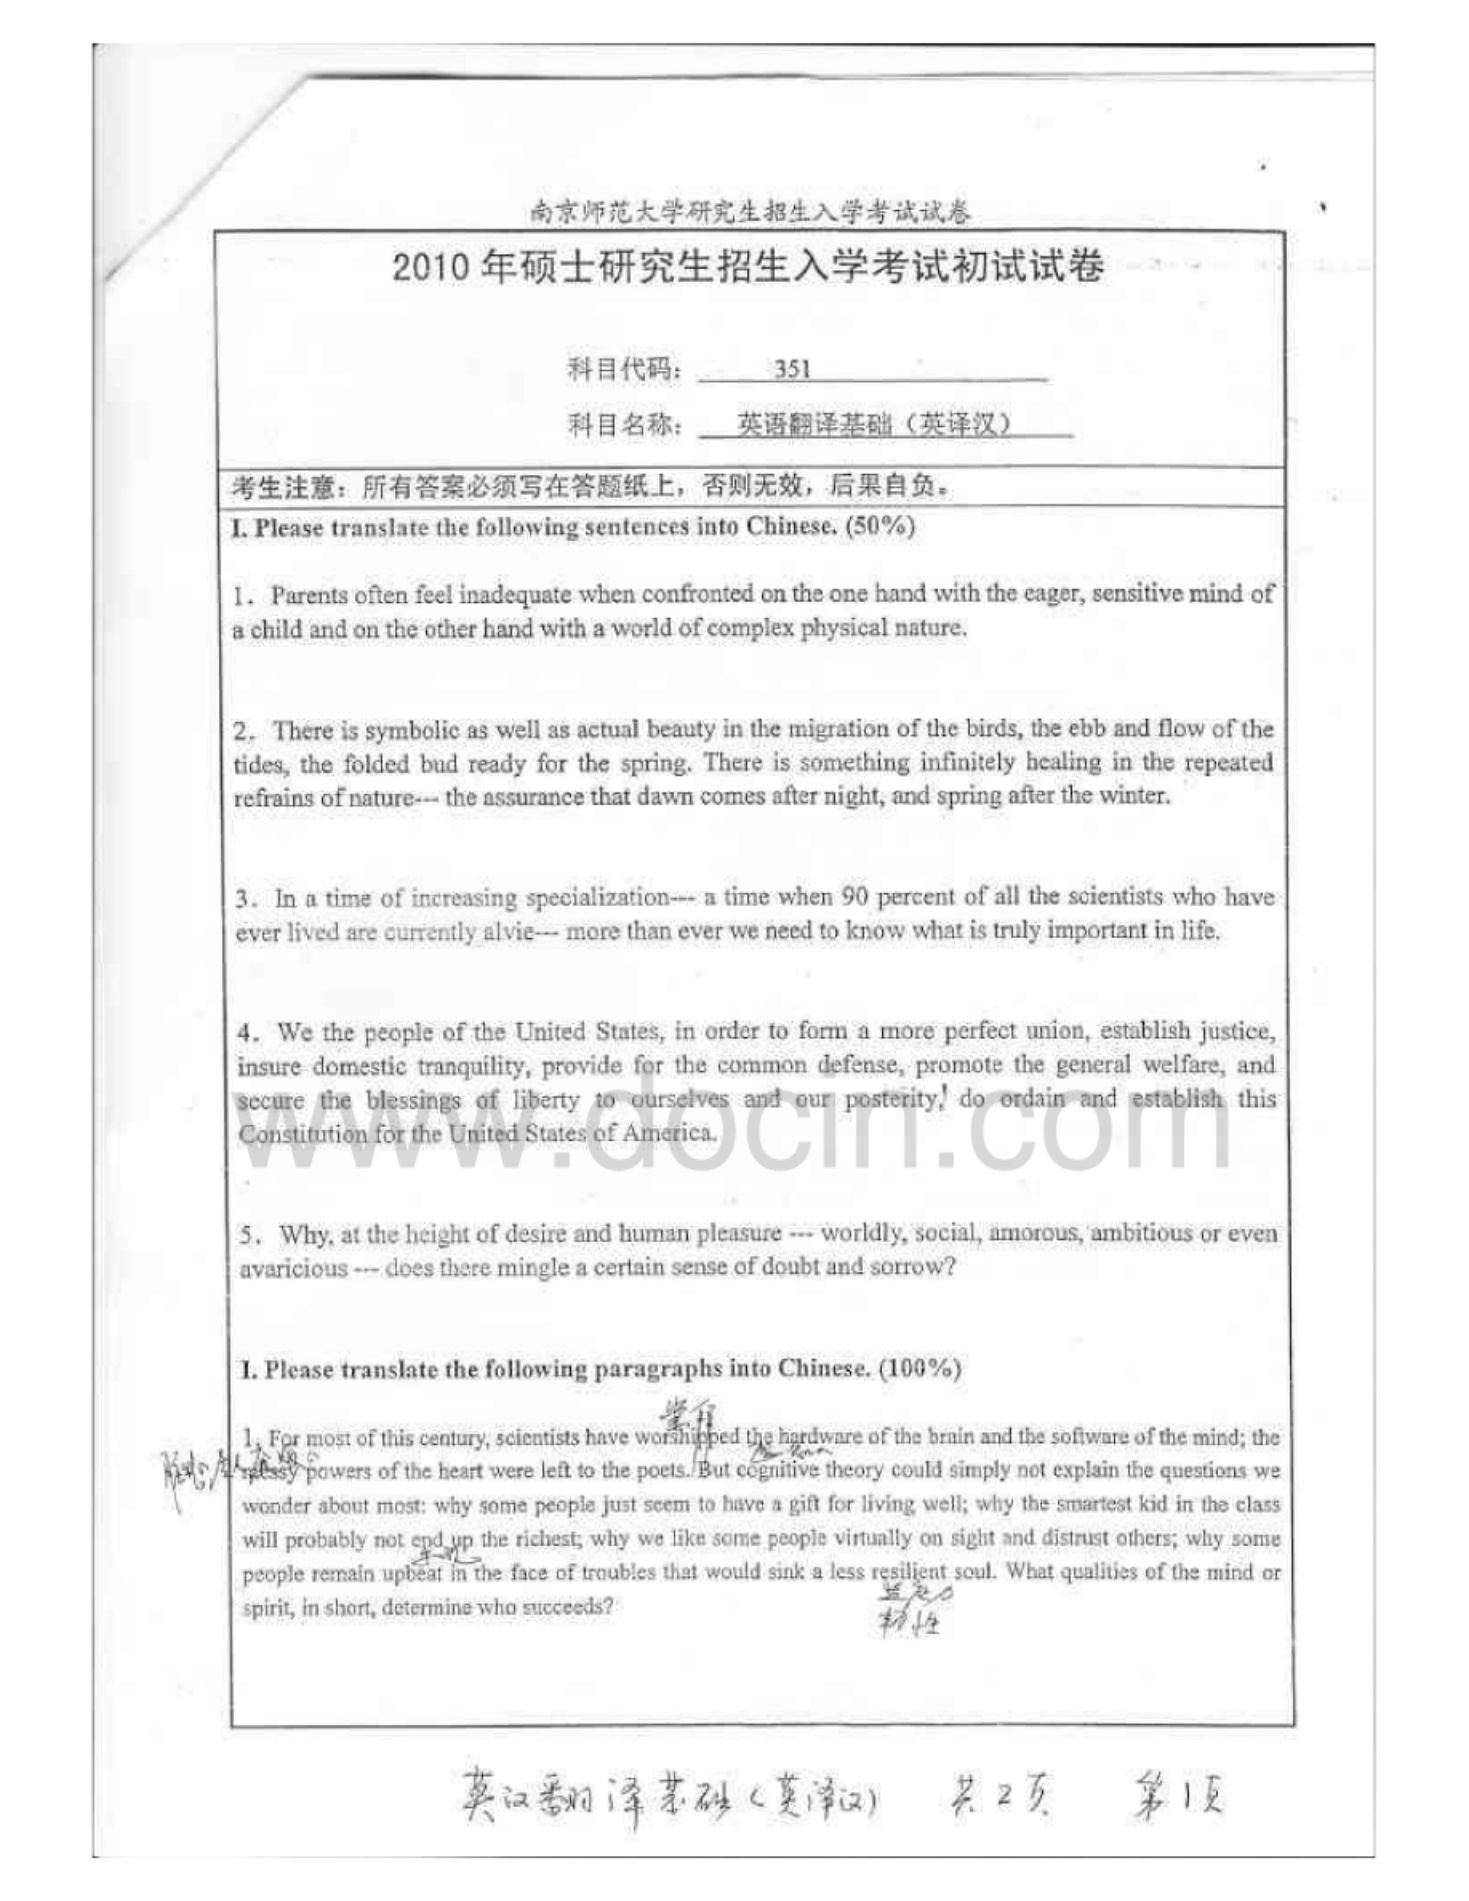 南京师范大学研究生招生入学考试试卷
2010 年硕士研究生招生入学考试初试试卷
科目代码： 351
科目名称： 英语翻译基础（英译汉）
考生注意：所有答案必须写在答题纸上，否则无效，后果自负。
I. Please translate the following sentences into Chinese. (50%)
1. Parents often feel inadequate when confronted on the one hand with the eager, sensitive mind of
a child and on the other hand with a world of complex physical nature.
2. There is symbolic as well as actual beauty in the migration of the birds, the ebb and flow of the
tides, the folded bud ready for the spring. There is something infinitely healing in the repeated
refrains of nature--- the assurance that dawn comes after night, and spring after the winter.
3. In a time of increasing specialization--- a time when 90 percent of all the scientists who have
ever lived are currently alvie--- more than ever we need to know what is truly important in life.
4. We the people of the United States, in order to form a more perfect union, establish justice,
insure domestic tranquility, provide for the common defense, promote the general welfare, and
secure the blessings of liberty to ourselves and our posterity, do ordain and establish this
Constitution for the United States of America.
www.docin.com
5. Why, at the height of desire and human pleasure --- worldly, social, amorous, ambitious or even
avaricious --- does there mingle a certain sense of doubt and sorrow?
I. Please translate the following paragraphs into Chinese. (100%)
崇拜
1. For most of this century, scientists have worshipped the hardware of the brain and the software of the mind; the
messy powers of the heart were left to the poets. But cognitive theory could simply not explain the questions we
wonder about most: why some people just seem to have a gift for living well; why the smartest kid in the class
will probably not end up the richest; why we like some people virtually on sight and distrust others; why some
people remain upbeat in the face of troubles that would sink a less resilient soul. What qualities of the mind or
spirit, in short, determine who succeeds?
韧性
英汉翻译基础（英译汉） 共2页 第1页